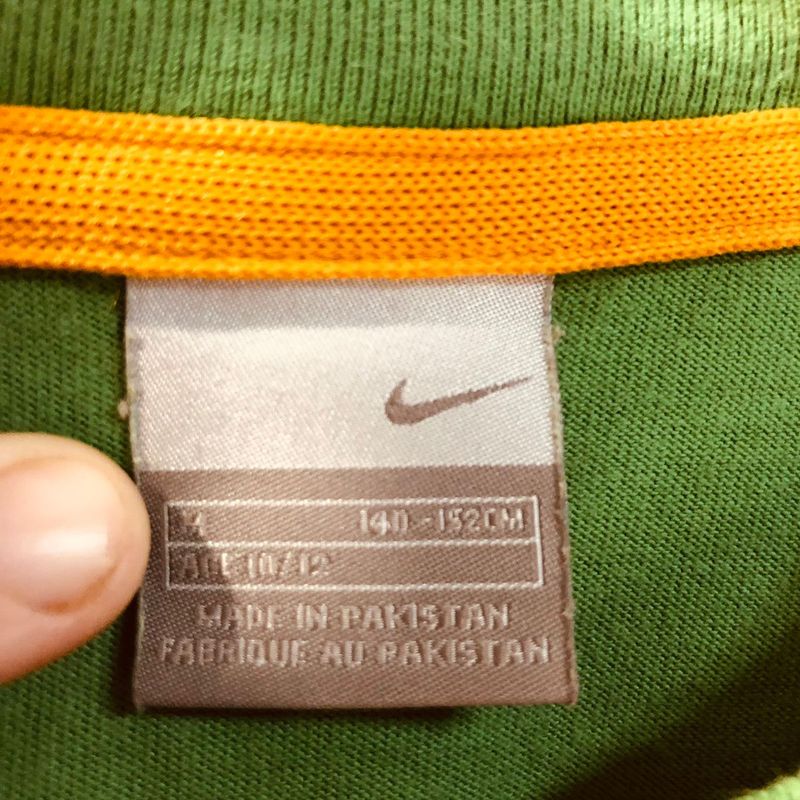 M 140-152CM
AGE 10/12
MADE IN PAKISTAN
FABRIQUE AU PAKISTAN